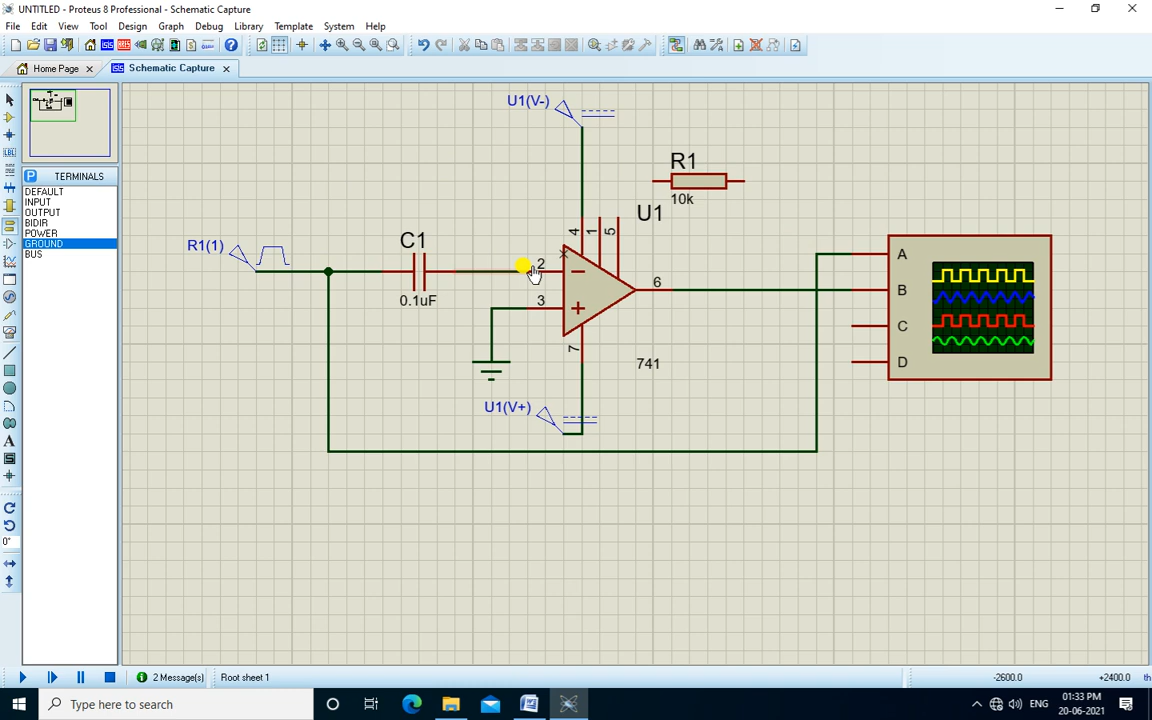 UNTITLED - Proteus 8 Professional - Schematic Capture
File Edit View Tool Design Graph Debug Library Template System Help
Home Page
Schematic Capture
P TERMINALS
DEFAULT
INPUT
OUTPUT
BIDIR
POWER
GROUND
BUS
LBL
A
0°
U1(V-)
R1
10k
U1
4
1
5
R1(1)
C1
0.1uF
2
3
6
7
741
U1(V+)
A
B
C
D
2 Message(s)
Root sheet 1
-2600.0
+2400.0
th
Type here to search
ENG
01:33 PM
20-06-2021